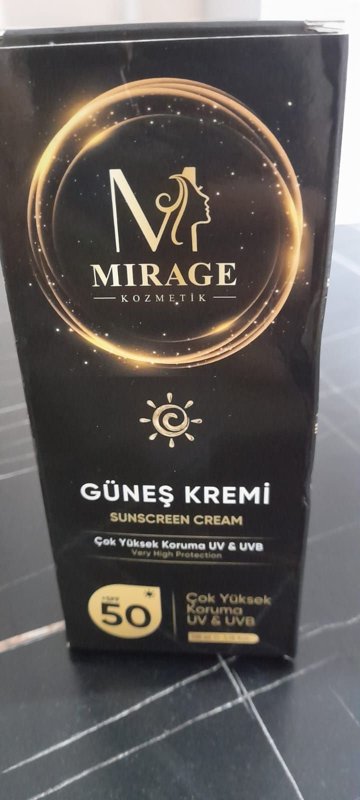 M
MIRAGE
KOZMETİK
GÜNEŞ KREMİ
SUNSCREEN CREAM
Çok Yüksek Koruma UV & UVB
Very High Protection
+SPF
50
Çok Yüksek
Koruma
UV & UVB